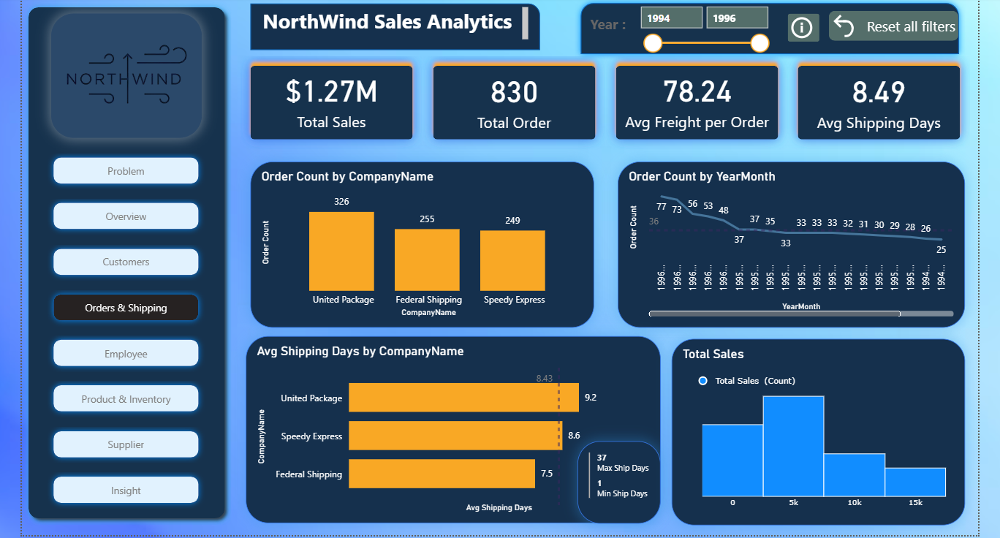 NORTHWIND
Problem
Overview
Customers
Orders & Shipping
Employee
Product & Inventory
Supplier
Insight
NorthWind Sales Analytics
Year :
1994
1996
Reset all filters
$1.27M
Total Sales
830
Total Order
78.24
Avg Freight per Order
8.49
Avg Shipping Days
Order Count by CompanyName
Order Count
326
255
249
United Package
Federal Shipping
Speedy Express
CompanyName
Order Count by YearMonth
Order Count
36
77 73 56 53 48 37 37 35 33 33 33 33 32 31 30 29 28 26 25
1996... 1996... 1996... 1995... 1996... 1995... 1995... 1995... 1995... 1995... 1995... 1995... 1995... 1995... 1995... 1995... 1995... 1994... 1994...
YearMonth
Avg Shipping Days by CompanyName
CompanyName
8.43
United Package 9.2
Speedy Express 8.6
Federal Shipping 7.5
Avg Shipping Days
37
Max Ship Days
1
Min Ship Days
Total Sales
Total Sales (Count)
0 5k 10k 15k